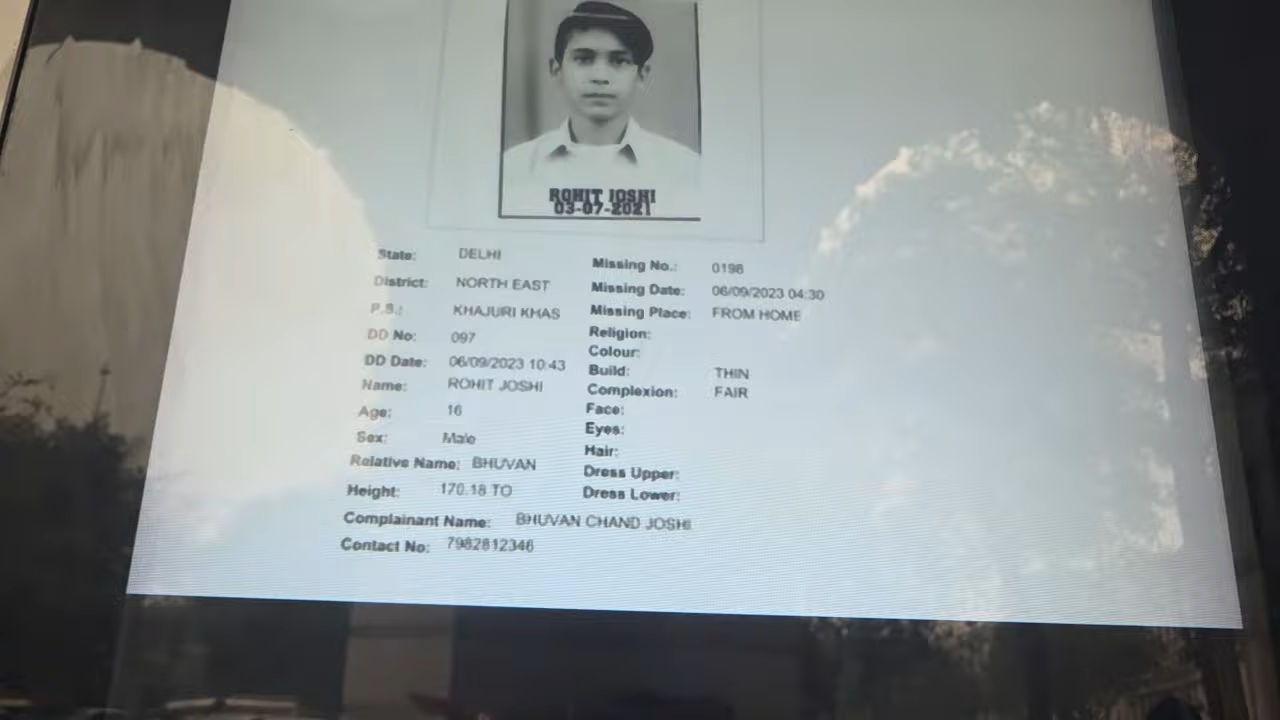 ROHIT JOSHI
03-07-2021
State: DELHI
District: NORTH EAST
P.S.: KHAJURI KHAS
DD No: 097
DD Date: 06/09/2023 10:43
Name: ROHIT JOSHI
Age: 16
Sex: Male
Relative Name: BHUVAN
Height: 170.18 TO
Complainant Name: BHUVAN CHAND JOSHI
Contact No: 7982812346
Missing No.: 0198
Missing Date: 06/09/2023 04:30
Missing Place: FROM HOME
Religion:
Colour:
Build: THIN
Complexion: FAIR
Face:
Eyes:
Hair:
Dress Upper:
Dress Lower: